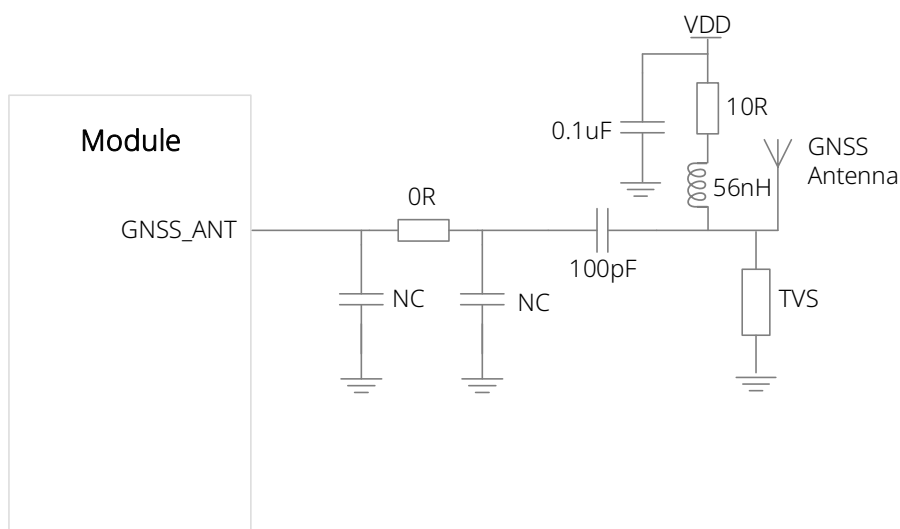 VDD
10R
0.1uF
Module
GNSS
Antenna
56nH
0R
GNSS_ANT
100pF
NC
NC
TVS